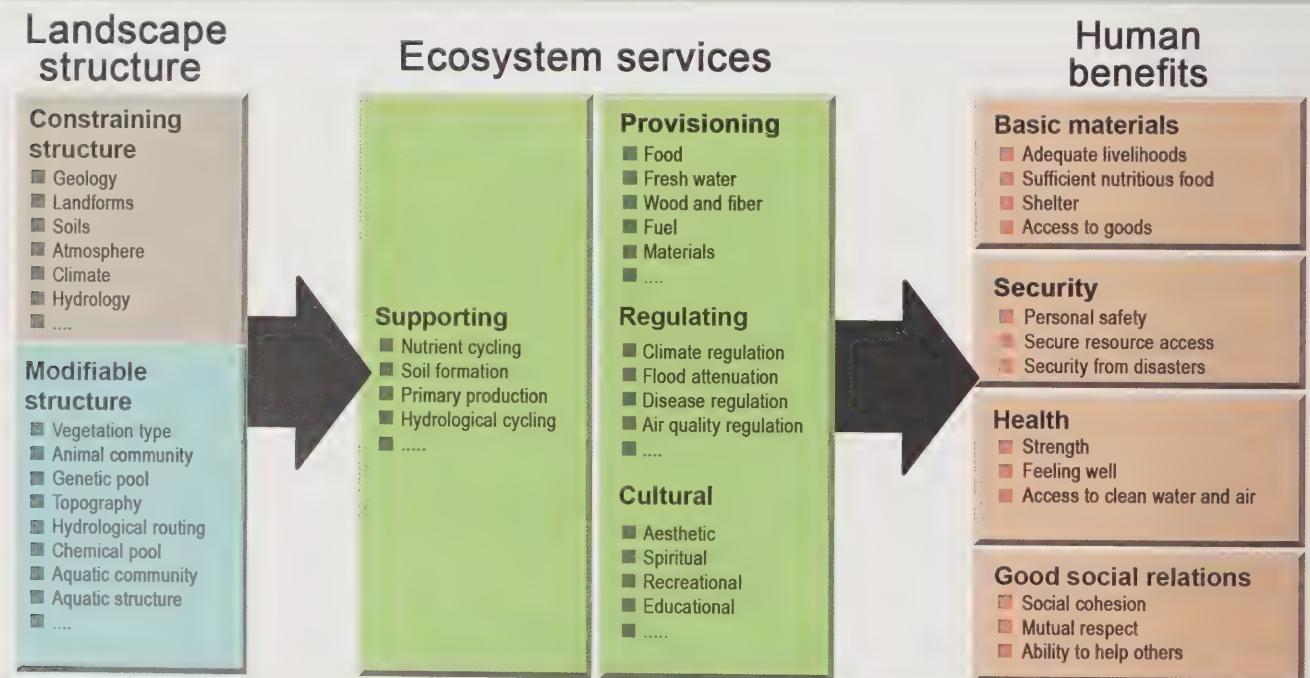 Landscape
structure
Constraining
structure
Geology
Landforms
Soils
Atmosphere
Climate
Hydrology
....
Modifiable
structure
Vegetation type
Animal community
Genetic pool
Topography
Hydrological routing
Chemical pool
Aquatic community
Aquatic structure
....
Ecosystem services
Supporting
Nutrient cycling
Soil formation
Primary production
Hydrological cycling
.....
Provisioning
Food
Fresh water
Wood and fiber
Fuel
Materials
....
Regulating
Climate regulation
Flood attenuation
Disease regulation
Air quality regulation
....
Cultural
Aesthetic
Spiritual
Recreational
Educational
.....
Human
benefits
Basic materials
Adequate livelihoods
Sufficient nutritious food
Shelter
Access to goods
Security
Personal safety
Secure resource access
Security from disasters
Health
Strength
Feeling well
Access to clean water and air
Good social relations
Social cohesion
Mutual respect
Ability to help others